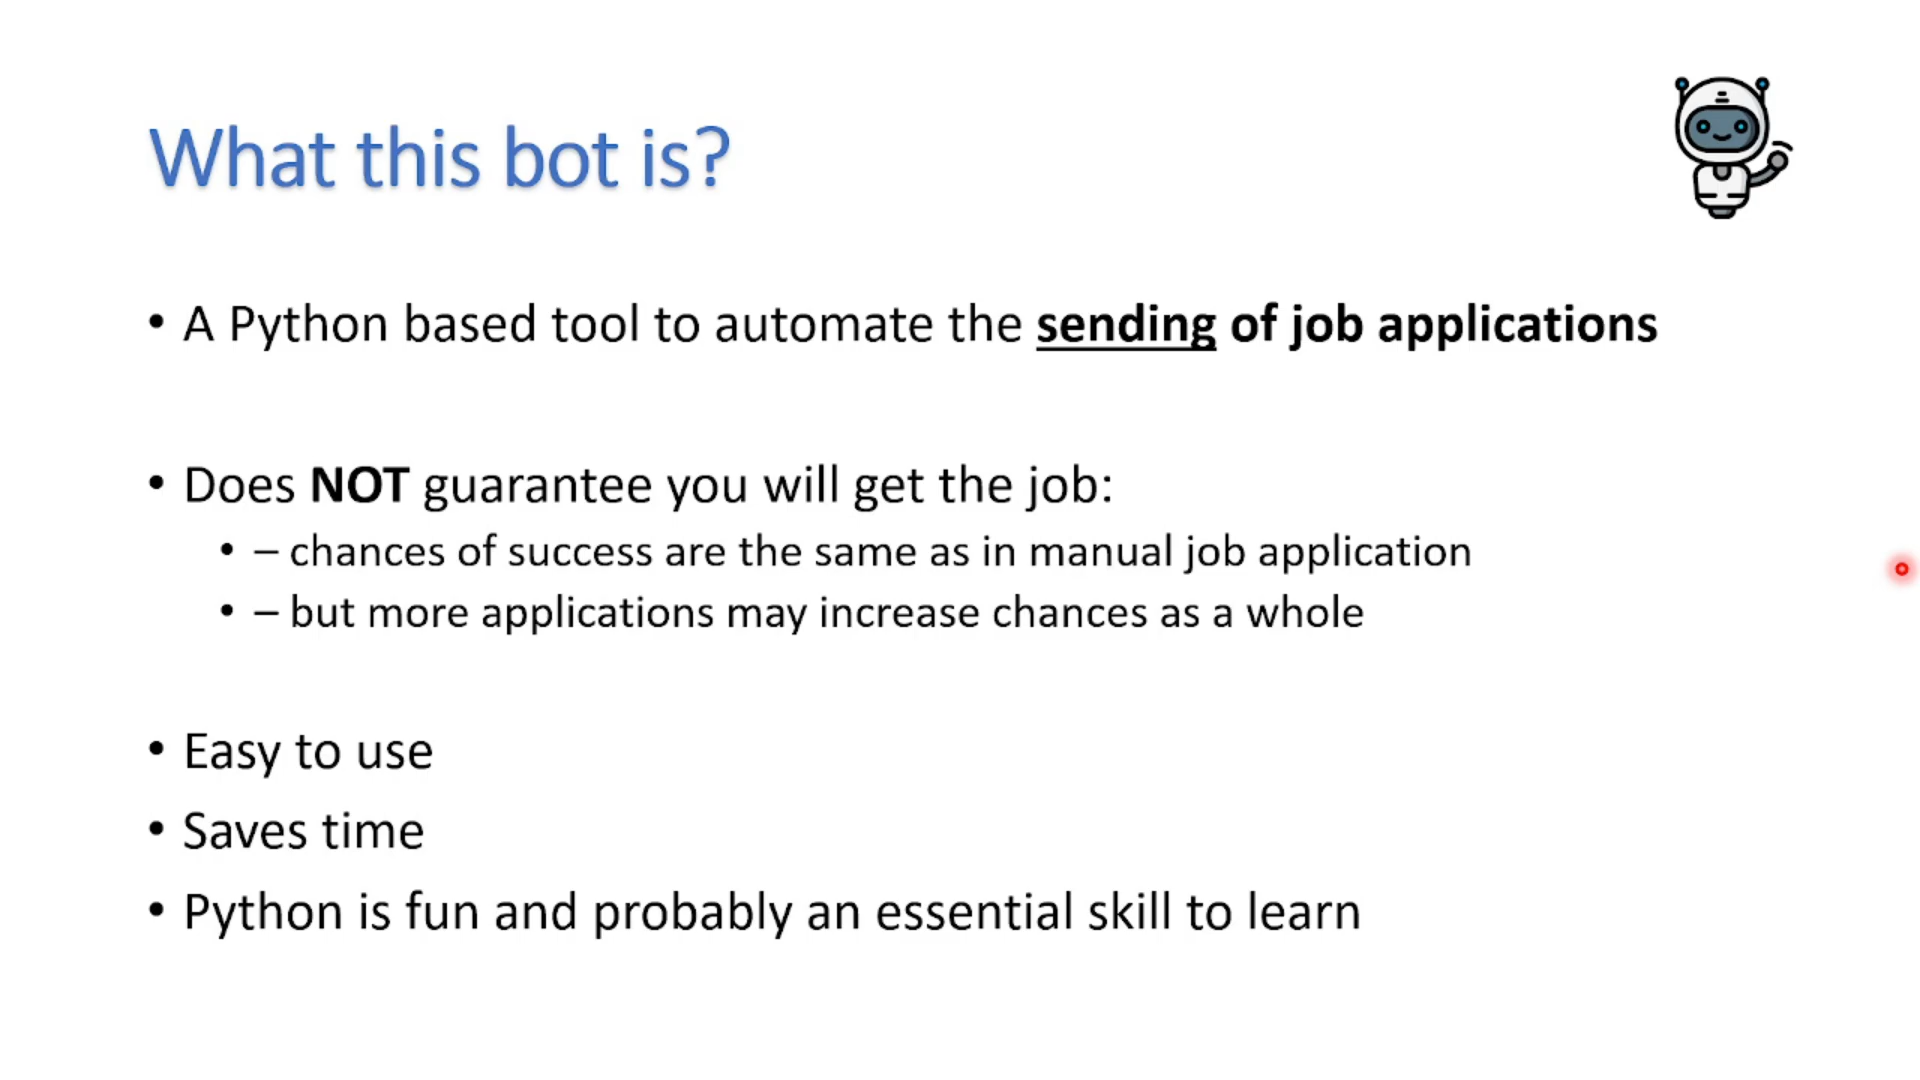 What this bot is?
• A Python based tool to automate the sending of job applications
• Does NOT guarantee you will get the job:
• – chances of success are the same as in manual job application
• – but more applications may increase chances as a whole
• Easy to use
• Saves time
• Python is fun and probably an essential skill to learn